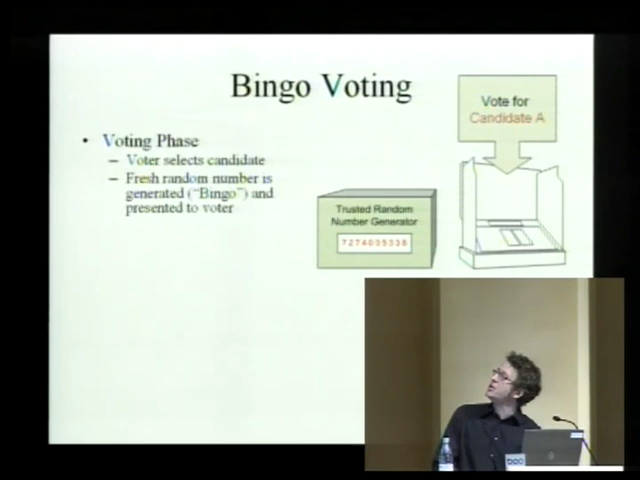 Bingo Voting
• Voting Phase
– Voter selects candidate
– Fresh random number is
generated ("Bingo") and
presented to voter
Vote for
Candidate A
Trusted Random
Number Generator
7274035338